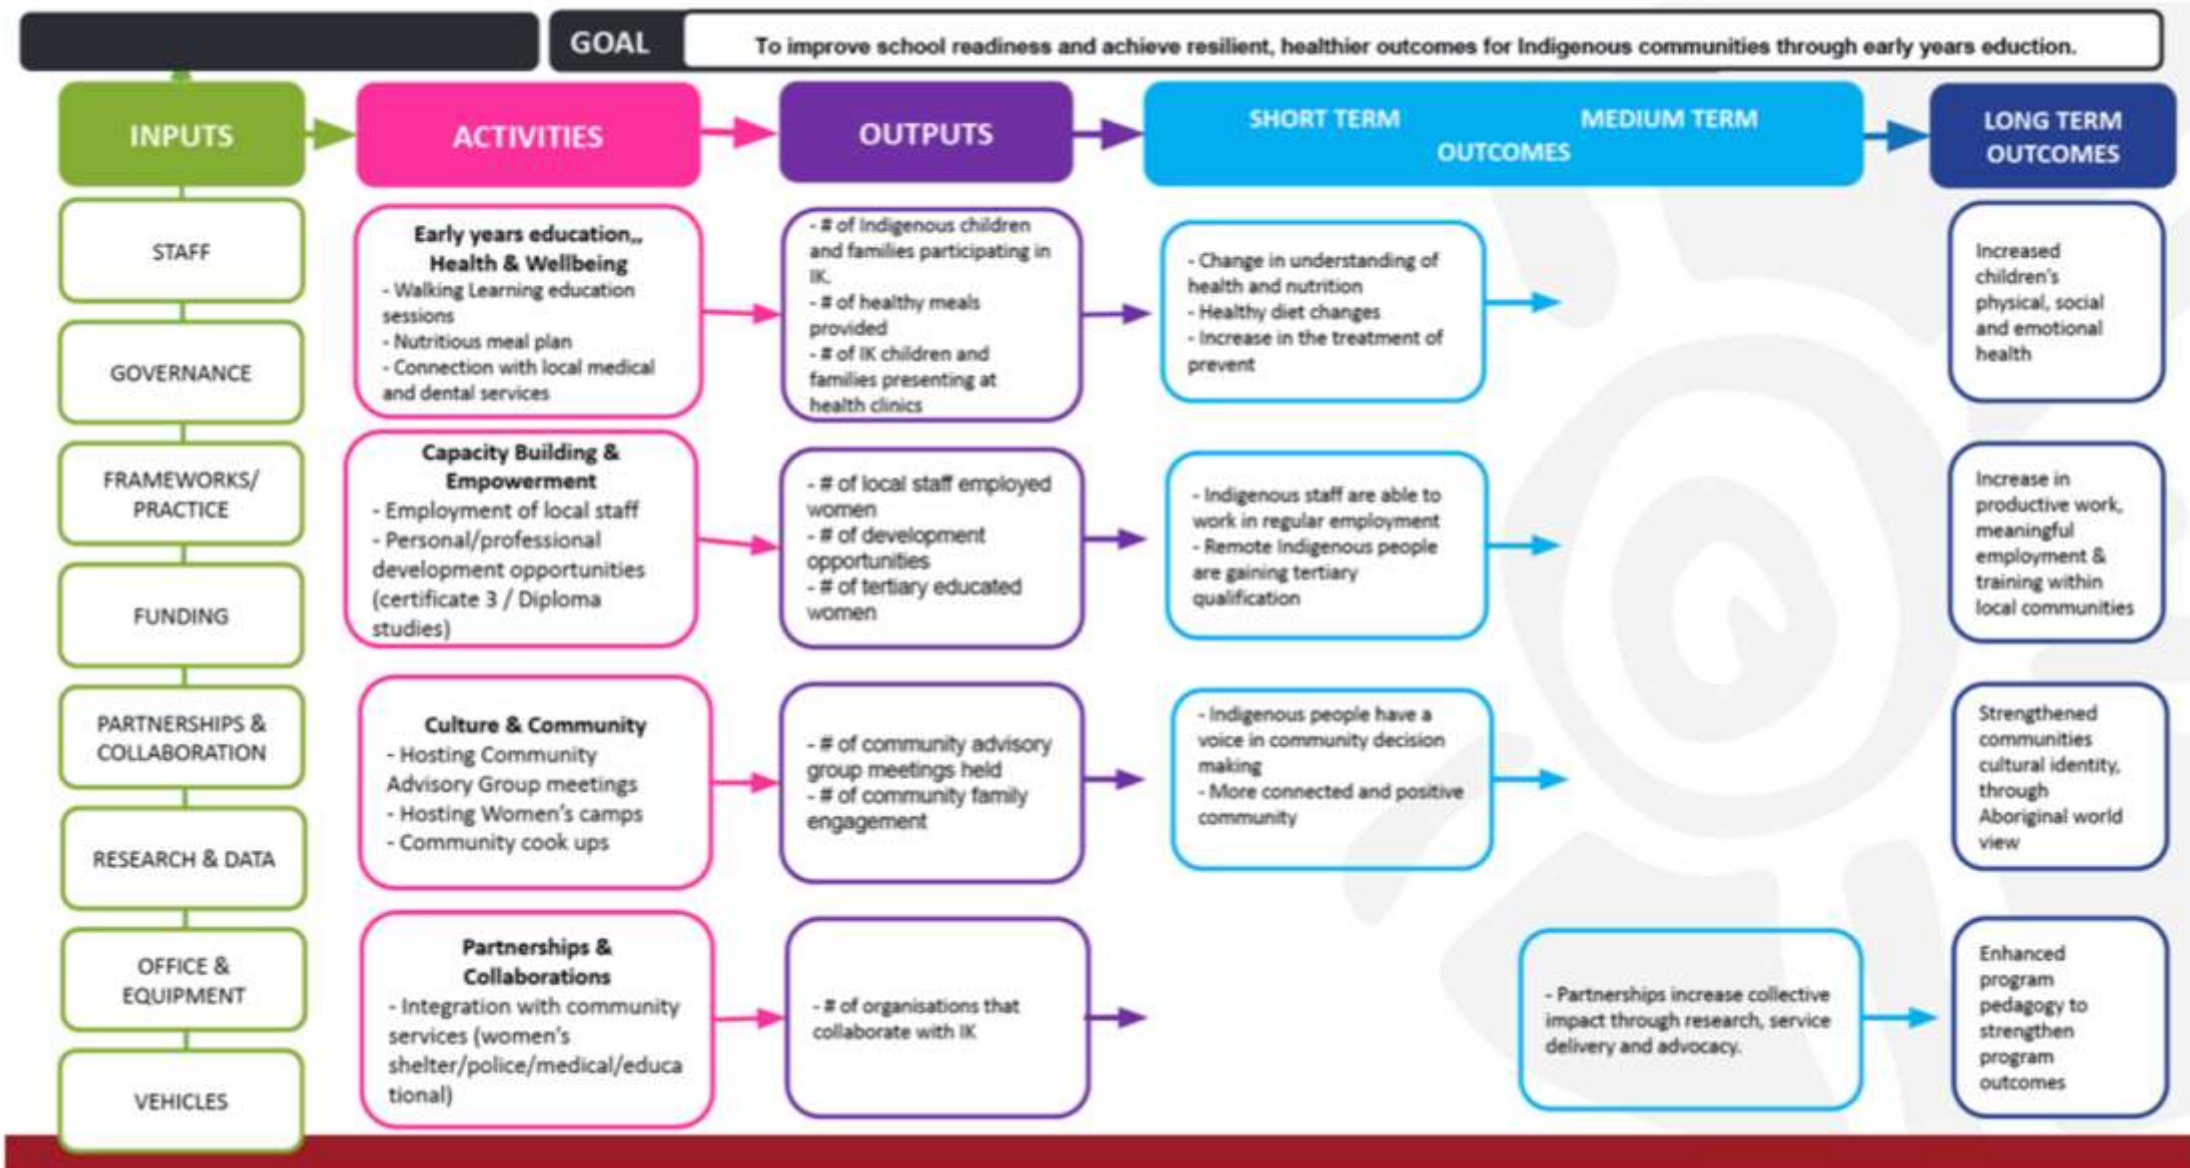 GOAL
To improve school readiness and achieve resilient, healthier outcomes for Indigenous communities through early years eduction.
INPUTS
ACTIVITIES
OUTPUTS
SHORT TERM
MEDIUM TERM
OUTCOMES
LONG TERM
OUTCOMES
STAFF
GOVERNANCE
FRAMEWORKS/
PRACTICE
FUNDING
PARTNERSHIPS &
COLLABORATION
RESEARCH & DATA
OFFICE &
EQUIPMENT
VEHICLES
Early years education,,
Health & Wellbeing
- Walking Learning education
sessions
- Nutritious meal plan
- Connection with local medical
and dental services
- # of Indigenous children
and families participating in
IK.
- # of healthy meals
provided
- # of IK children and
families presenting at
health clinics
- Change in understanding of
health and nutrition
- Healthy diet changes
- Increase in the treatment of
prevent
Increased
children's
physical, social
and emotional
health
Capacity Building &
Empowerment
- Employment of local staff
- Personal/professional
development opportunities
(certificate 3 / Diploma
studies)
- # of local staff employed
women
- # of development
opportunities
- # of tertiary educated
women
- Indigenous staff are able to
work in regular employment
- Remote Indigenous people
are gaining tertiary
qualification
Increase in
productive work,
meaningful
employment &
training within
local communities
Culture & Community
- Hosting Community
Advisory Group meetings
- Hosting Women's camps
- Community cook ups
- # of community advisory
group meetings held
- # of community family
engagement
- Indigenous people have a
voice in community decision
making
- More connected and positive
community
Strengthened
communities
cultural identity,
through
Aboriginal world
view
Partnerships &
Collaborations
- Integration with community
services (women's
shelter/police/medical/educa
tional)
- # of organisations that
collaborate with IK
- Partnerships increase collective
impact through research, service
delivery and advocacy.
Enhanced
program
pedagogy to
strengthen
program
outcomes